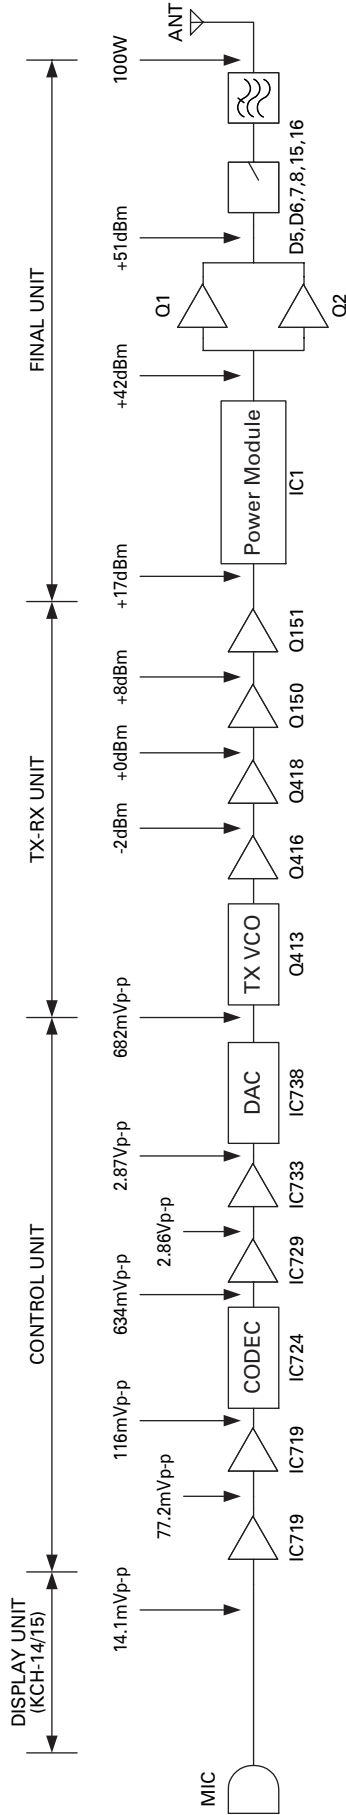 DISPLAY UNIT
(KCH-14/15)
CONTROL UNIT
TX-RX UNIT
FINAL UNIT
14.1mVp-p
77.2mVp-p
116mVp-p
634mVp-p
2.86Vp-p
2.87Vp-p
682mVp-p
-2dBm
+0dBm
+8dBm
+17dBm
+42dBm
+51dBm
100W
MIC
CODEC
DAC
TX VCO
Power Module
Q1
ANT
IC719
IC719
IC724
IC729
IC733
IC738
Q413
Q416
Q418
Q150
Q151
IC1
Q2
D5,D6,7,8,15,16